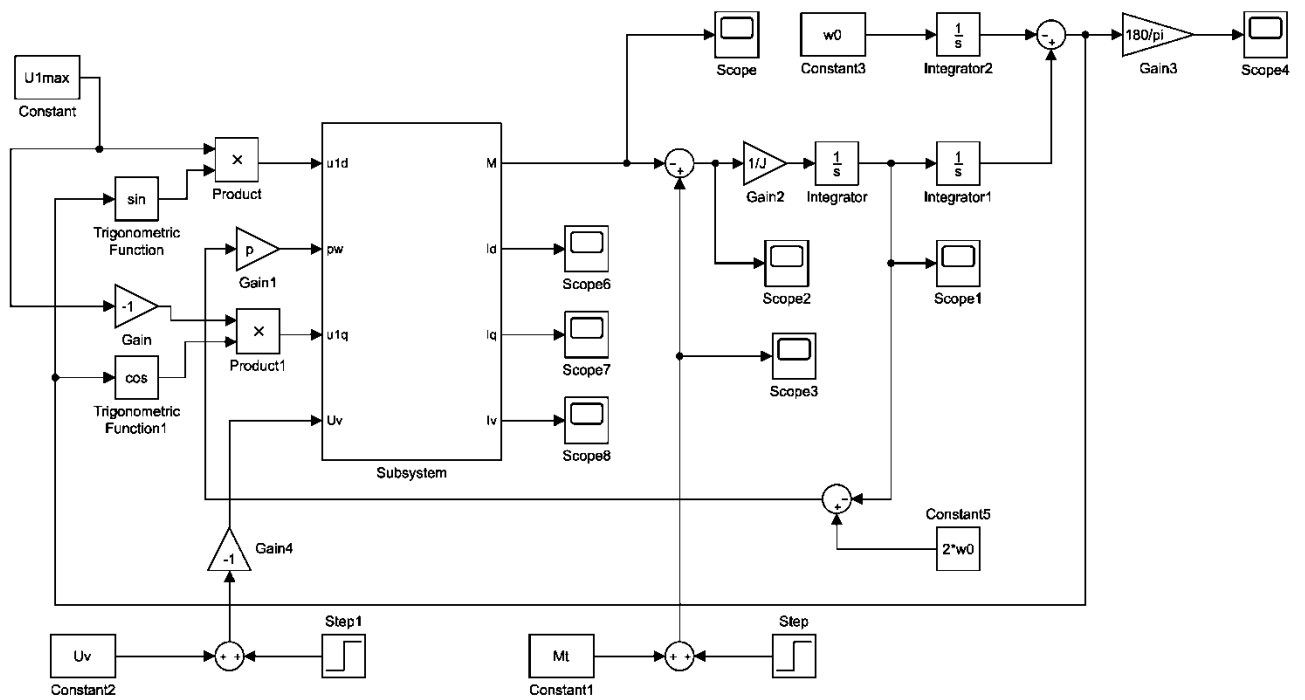 U1max
Constant
×
Product
sin
Trigonometric
Function
p
Gain1
-1
Gain
×
Product1
cos
Trigonometric
Function1
u1d
pw
u1q
Uv
M
Id
Iq
Iv
Subsystem
Scope
w0
Constant3
1
s
Integrator2
-
+
180/pi
Gain3
Scope4
-
+
1/J
Gain2
1
s
Integrator
1
s
Integrator1
Scope6
Scope2
Scope1
Scope7
Scope3
Scope8
+
-
Constant5
2*w0
-1
Gain4
Uv
Constant2
+ +
Step1
Mt
Constant1
+ +
Step